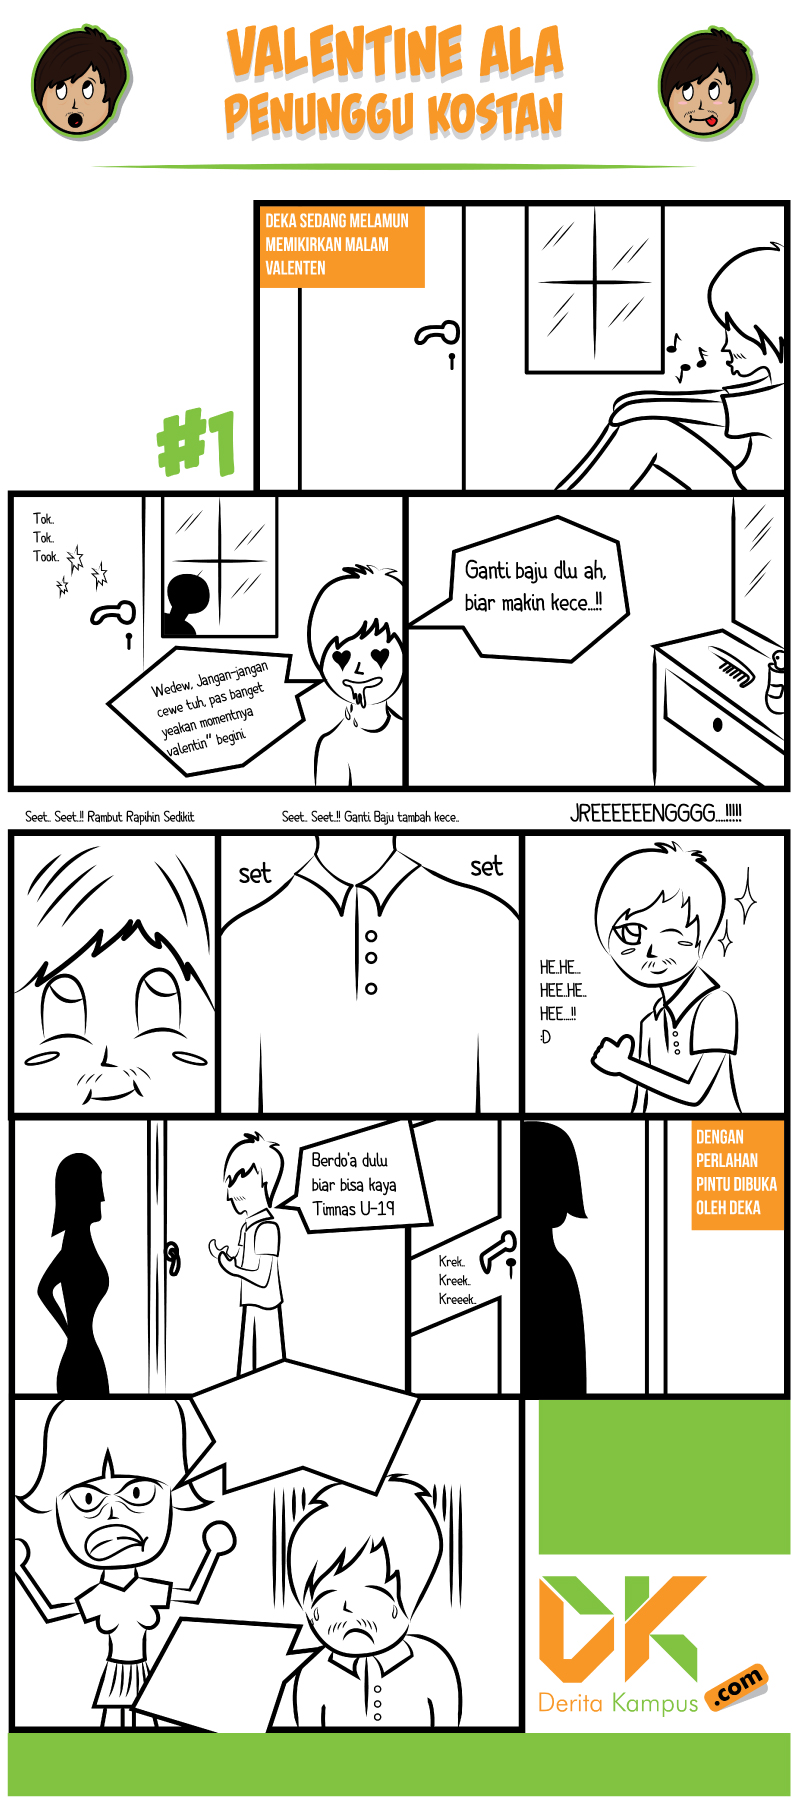 VALENTINE ALA
PENUNGGU KOSTAN
DEKA SEDANG MELAMUN
MEMIKIRKAN MALAM
VALENTEN
#1
Tok..
Tok..
Took..
Wedew, Jangan-jangan
cewe tuh, pas banget
yeakan momentnya
valentin" begini
Ganti baju dlu ah,
biar makin kece...!!
Seet.. Seet..!! Rambut Rapihin Sedikit
Seet.. Seet..!! Ganti Baju tambah kece..
JREEEEEENGGGG....!!!!!
set
set
HE..HE...
HEE.HE..
HEE....!!
:D
Berdo'a dulu
biar bisa kaya
Timnas U-19
Krek..
Kreek..
Kreeek..
DENGAN
PERLAHAN
PINTU DIBUKA
OLEH DEKA
DK
Derita Kampus .com